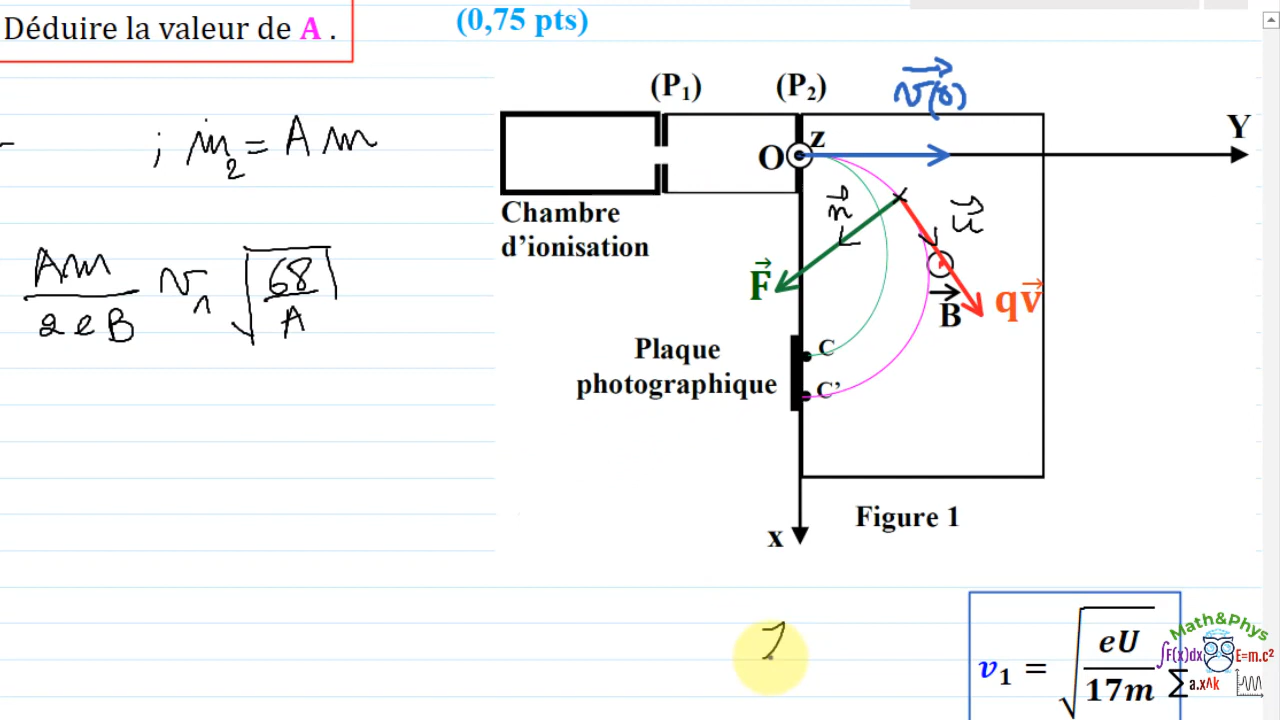 Déduire la valeur de A .
(0,75 pts)
; m₂ = A m
Am / 2eB v₁ √(68/A)
(P₁) (P₂)
v(0)
Y
O z
Chambre
d’ionisation
n
u
F
B
qv
Plaque
photographique
C
C’
x
Figure 1
v₁ = √(eU/17m)
Math&Phys
∫F(x)dx E=m.c²
∑ a.x∧k